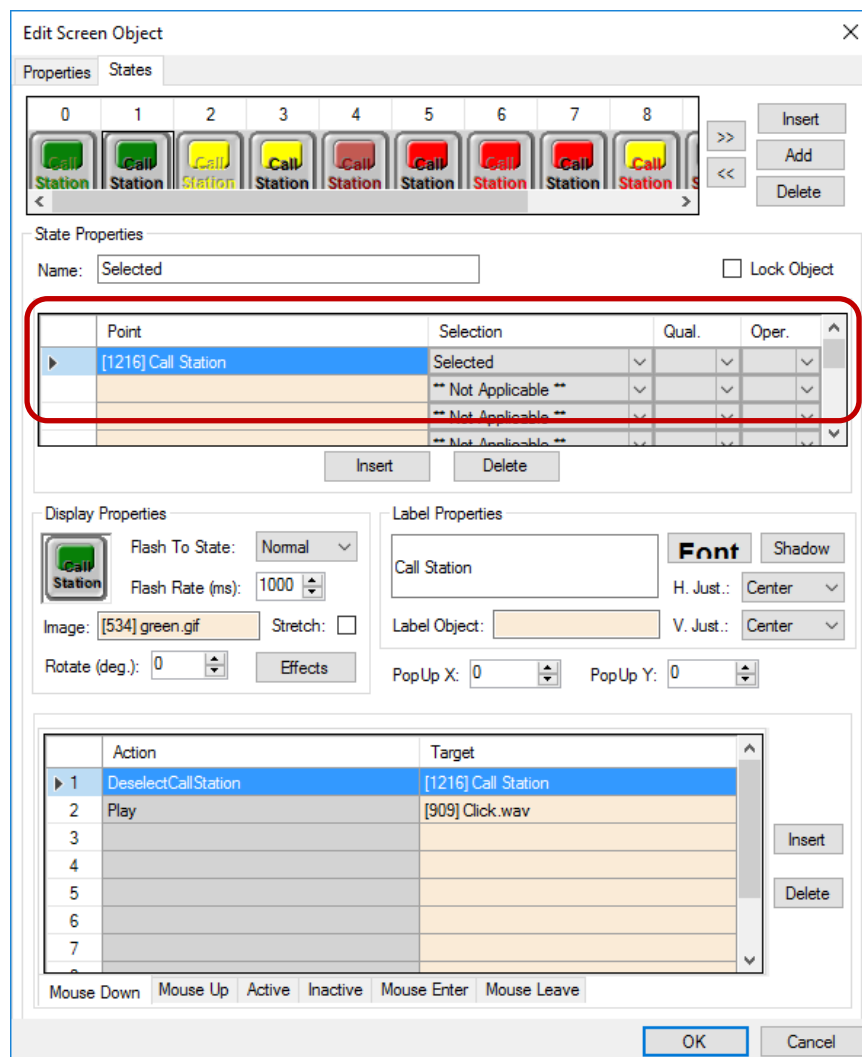 Edit Screen Object
Properties States
0 1 2 3 4 5 6 7 8
Call Call Call Call Call Call Call Call Call
Station Station Station Station Station Station Station Station Station S
>> <<
Insert
Add
Delete
State Properties
Name: Selected Lock Object
Point Selection Qual. Oper.
[1216] Call Station Selected
** Not Applicable **
** Not Applicable **
** Not Applicable **
Insert Delete
Display Properties
Call
Station
Flash To State: Normal
Flash Rate (ms): 1000
Image: [534] green.gif Stretch:
Rotate (deg.): 0 Effects
Label Properties
Call Station
Font Shadow
H. Just.: Center
Label Object: V. Just.: Center
PopUp X: 0 PopUp Y: 0
Action Target
1 DeselectCallStation [1216] Call Station
2 Play [909] Click.wav
3
4
5
6
7
Insert
Delete
Mouse Down Mouse Up Active Inactive Mouse Enter Mouse Leave
OK Cancel